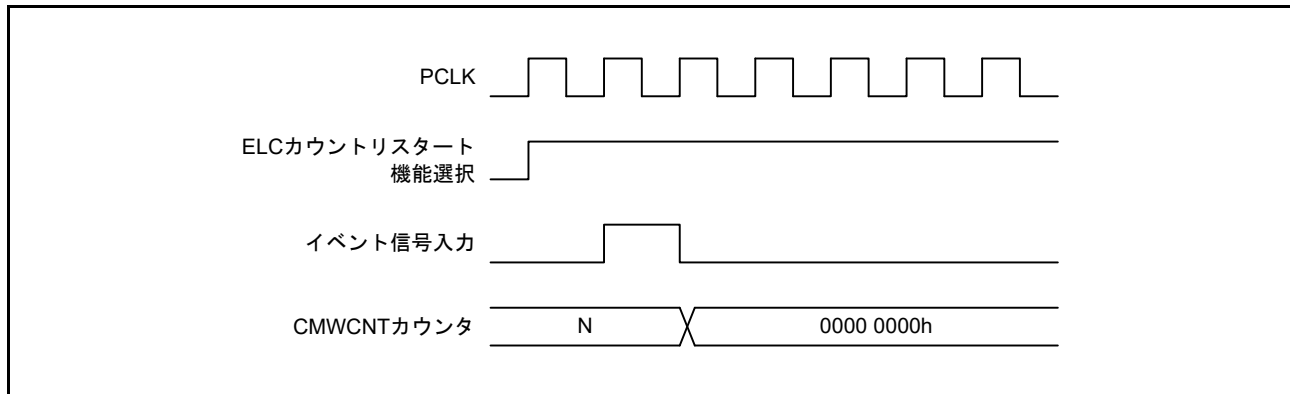 PCLK
ELCカウントリスタート
機能選択
イベント信号入力
CMWCNTカウンタ
N
0000 0000h